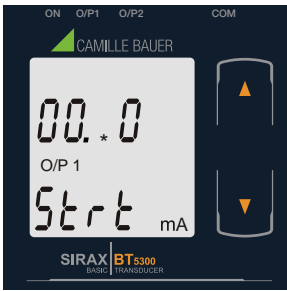 ON O/P1 O/P2 COM
CAMILLE BAUER
00.*0
O/P 1
Strt mA
SIRAX BT5300
BASIC TRANSDUCER